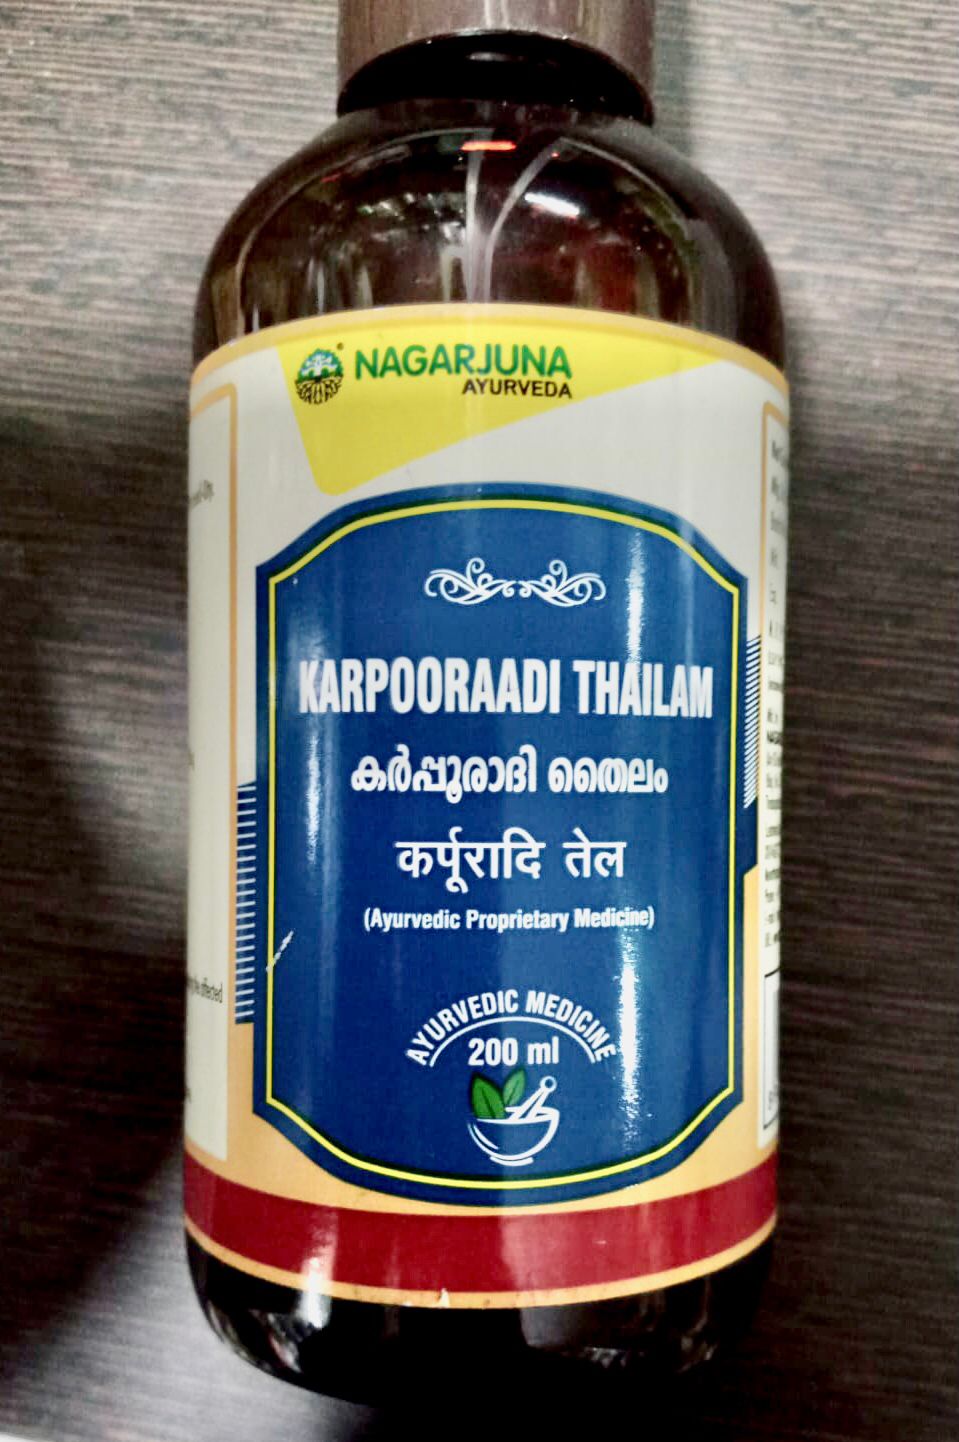 NAGARJUNA
AYURVEDA
KARPOORAADI THAILAM
കർപ്പൂരാദി തൈലം
कर्पूरादि तेल
(Ayurvedic Proprietary Medicine)
AYURVEDIC MEDICINE
200 ml